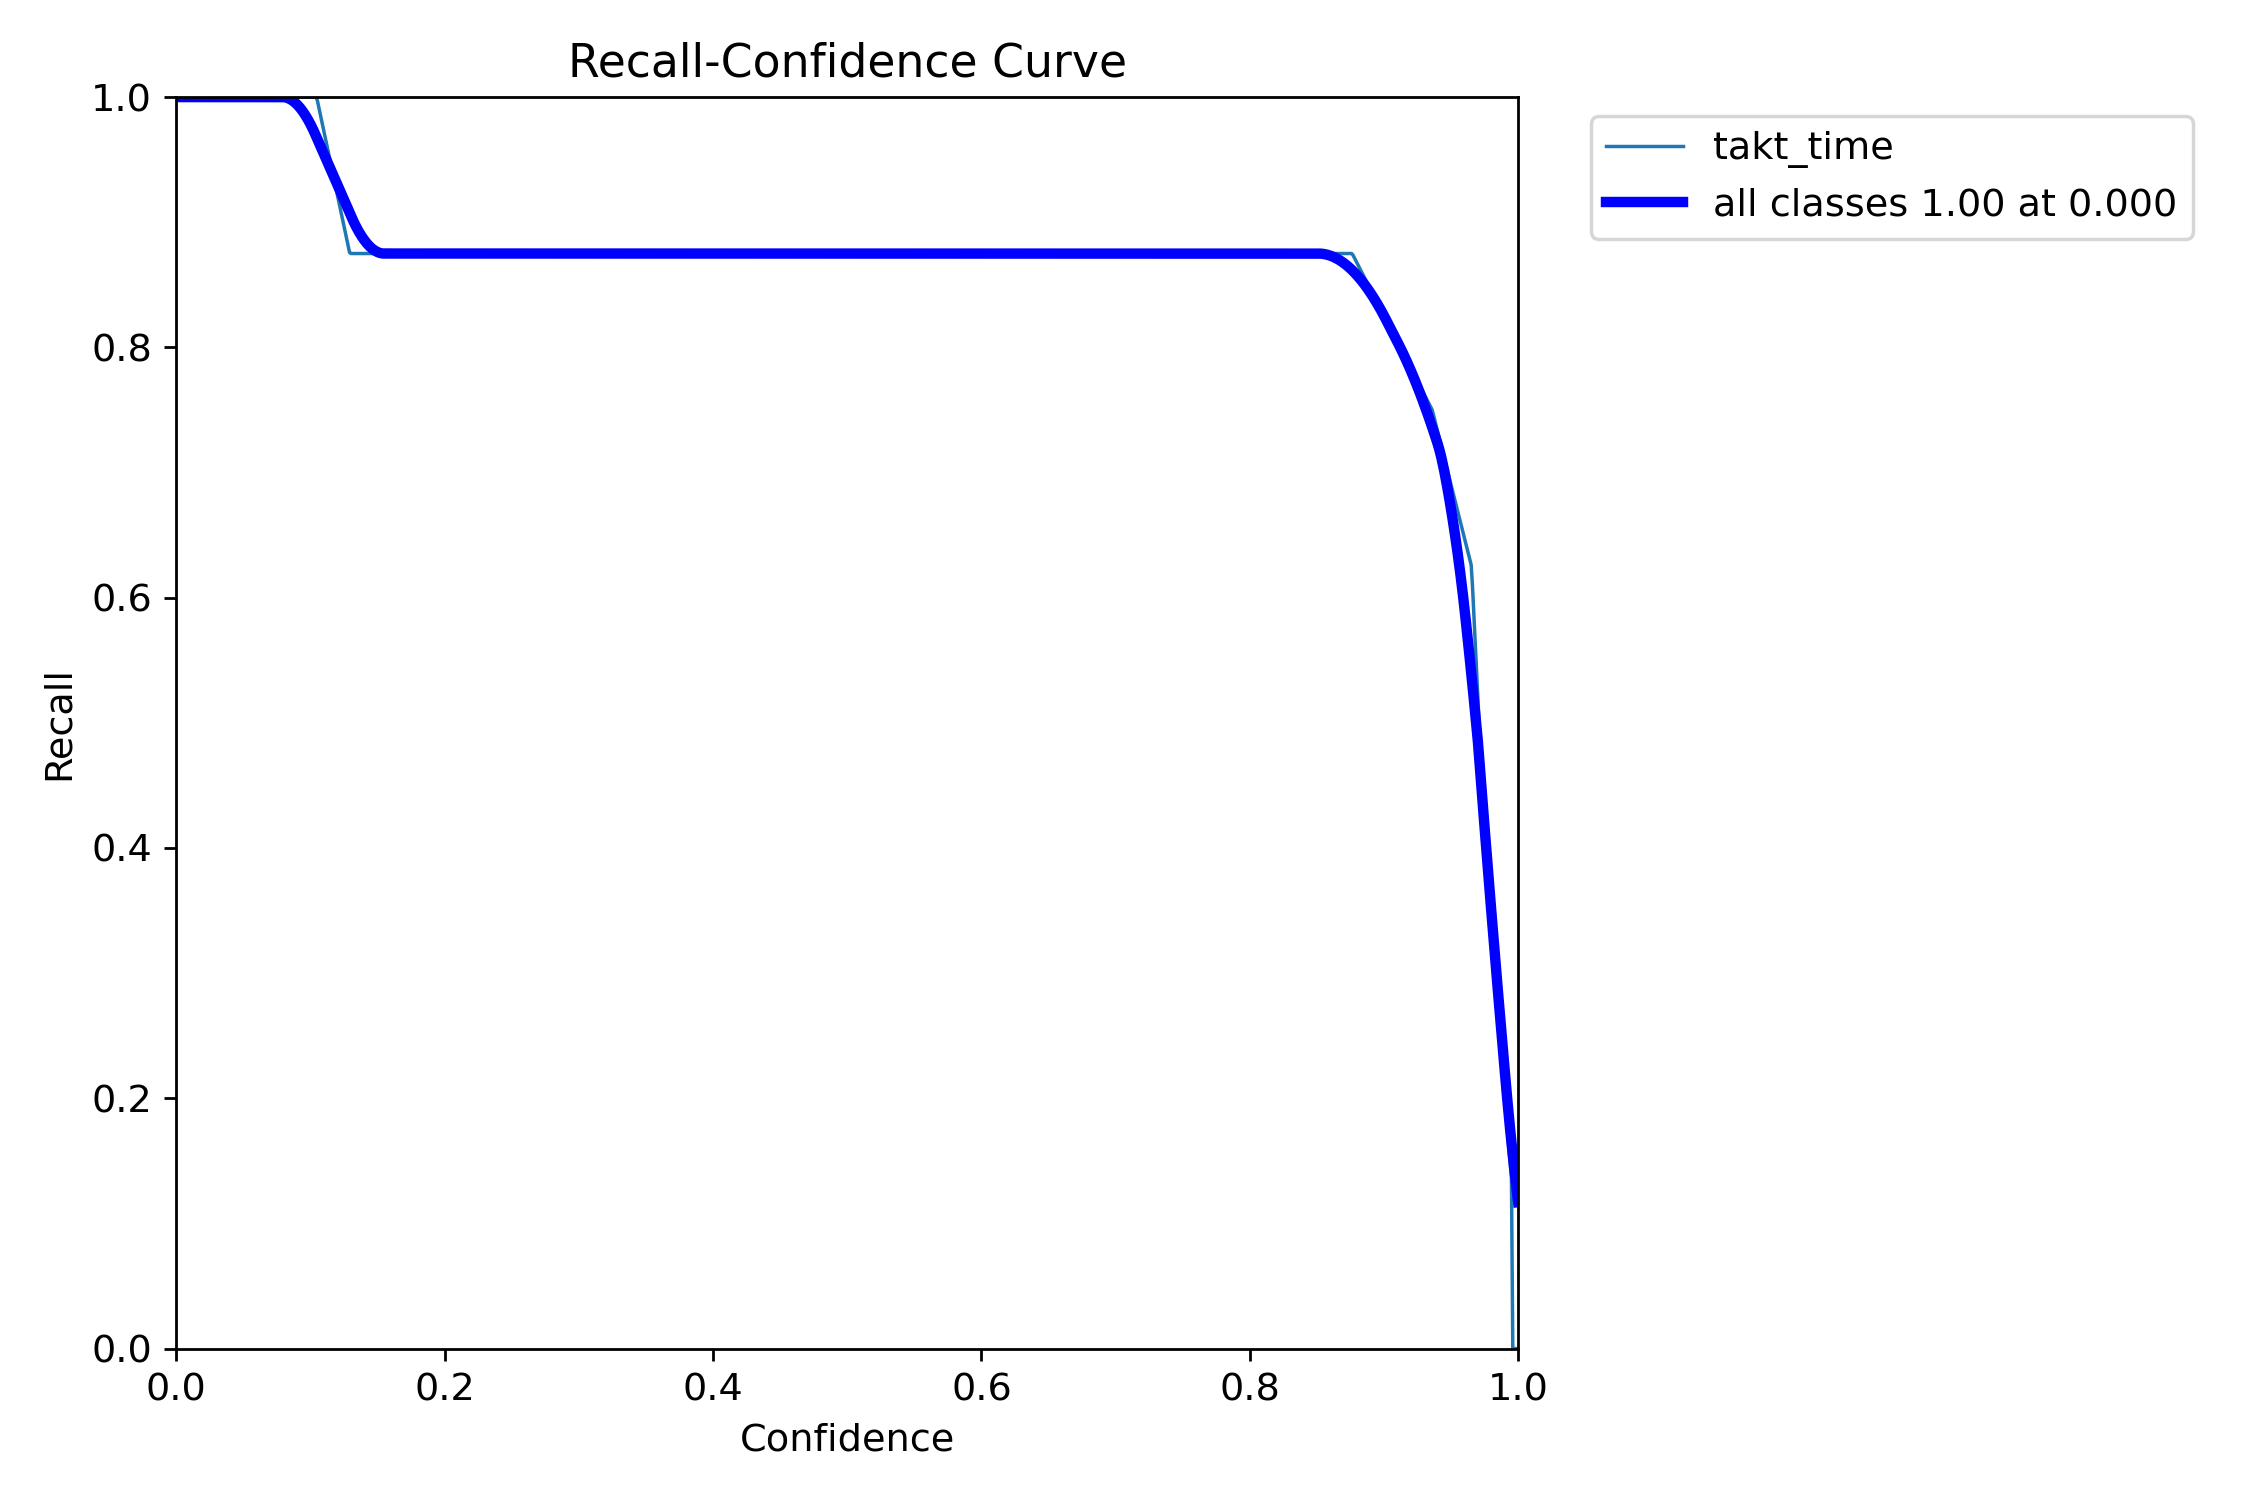 Recall-Confidence Curve
takt_time
all classes 1.00 at 0.000
1.0
0.8
0.6
0.4
0.2
0.0
Recall
0.0 0.2 0.4 0.6 0.8 1.0
Confidence